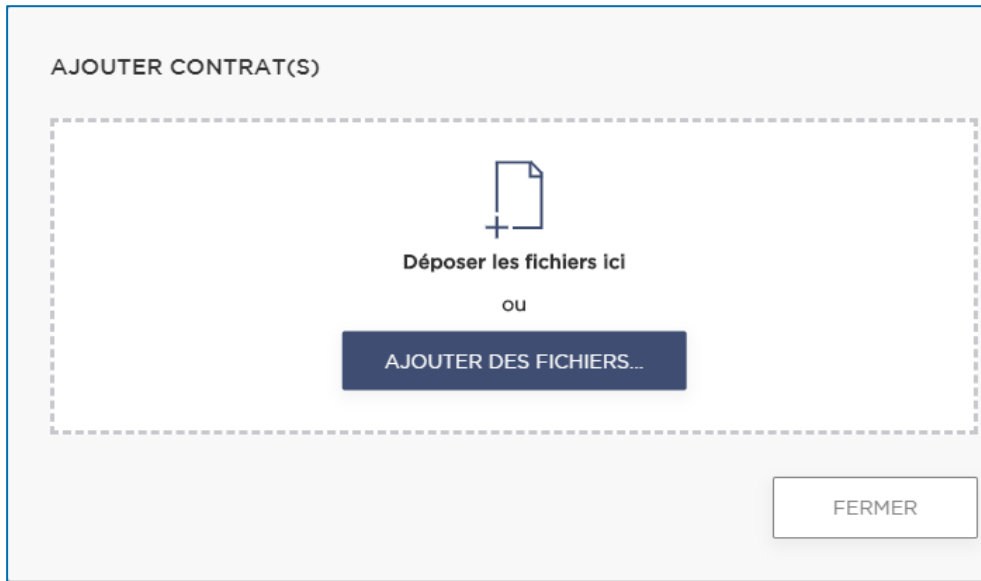 AJOUTER CONTRAT(S)
Déposer les fichiers ici
ou
AJOUTER DES FICHIERS...
FERMER